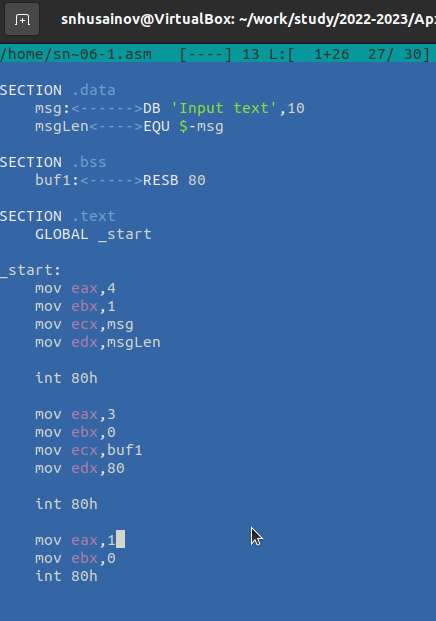 snhusainov@VirtualBox: ~/work/study/2022-2023/Apx
/home/sn~06-1.asm   [----] 13 L:[  1+26  27/ 30]
SECTION .data
    msg:<------>DB 'Input text',10
    msgLen<---->EQU $-msg
SECTION .bss
    buf1:<----->RESB 80
SECTION .text
    GLOBAL _start
_start:
    mov eax,4
    mov ebx,1
    mov ecx,msg
    mov edx,msgLen
    int 80h
    mov eax,3
    mov ebx,0
    mov ecx,buf1
    mov edx,80
    int 80h
    mov eax,1
    mov ebx,0
    int 80h